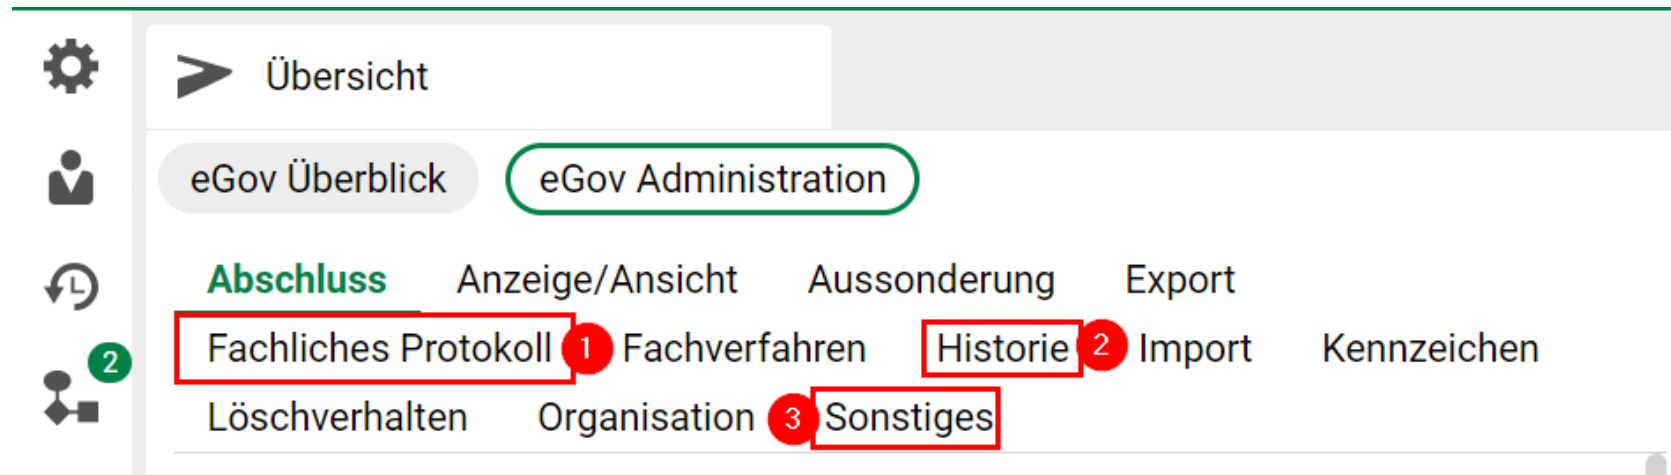 Übersicht
eGov Überblick eGov Administration
Abschluss Anzeige/Ansicht Aussonderung Export
Fachliches Protokoll 1 Fachverfahren Historie 2 Import Kennzeichen
2
Löschverhalten Organisation 3 Sonstiges